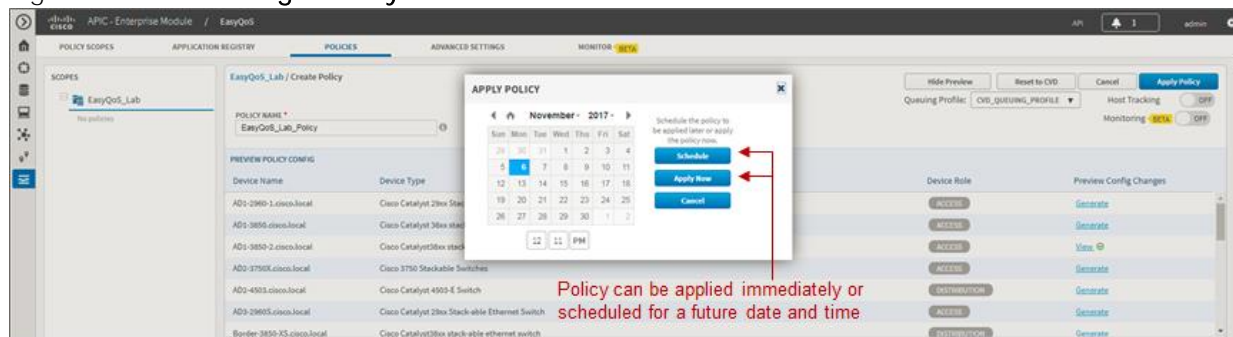 cisco APIC - Enterprise Module / EasyQoS API 1 admin
POLICY SCOPES APPLICATION REGISTRY POLICIES ADVANCED SETTINGS MONITOR BETA
SCOPES
EasyQoS_Lab
No policies
EasyQoS_Lab / Create Policy
Hide Preview Reset to CVD Cancel Apply Policy
Queuing Profile: CVD_QUEUING_PROFILE Host Tracking OFF
Monitoring BETA OFF
POLICY NAME *
EasyQoS_Lab_Policy
APPLY POLICY
November 2017
Sun Mon Tue Wed Thu Fri Sat
29 30 31 1 2 3 4
5 6 7 8 9 10 11
12 13 14 15 16 17 18
19 20 21 22 23 24 25
26 27 28 29 30 1 2
12 11 PM
Schedule the policy to
be applied later or apply
the policy now.
Schedule
Apply Now
Cancel
PREVIEW POLICY CONFIG
Device Name Device Type Device Role Preview Config Changes
AD1-2960-1.cisco.local Cisco Catalyst 29xx Stac ACCESS Generate
AD1-3850.cisco.local Cisco Catalyst 38xx stac ACCESS Generate
AD1-3850-2.cisco.local Cisco Catalyst38xx stack ACCESS View
AD2-3750X.cisco.local Cisco 3750 Stackable Switches ACCESS Generate
AD2-4503.cisco.local Cisco Catalyst 4503-E Switch DISTRIBUTION Generate
AD2-2960S.cisco.local Cisco Catalyst 29xx Stack-able Ethernet Switch ACCESS Generate
Border-3850-XS.cisco.local Cisco Catalyst38xx stack-able ethernet switch DISTRIBUTION Generate
Policy can be applied immediately or
scheduled for a future date and time